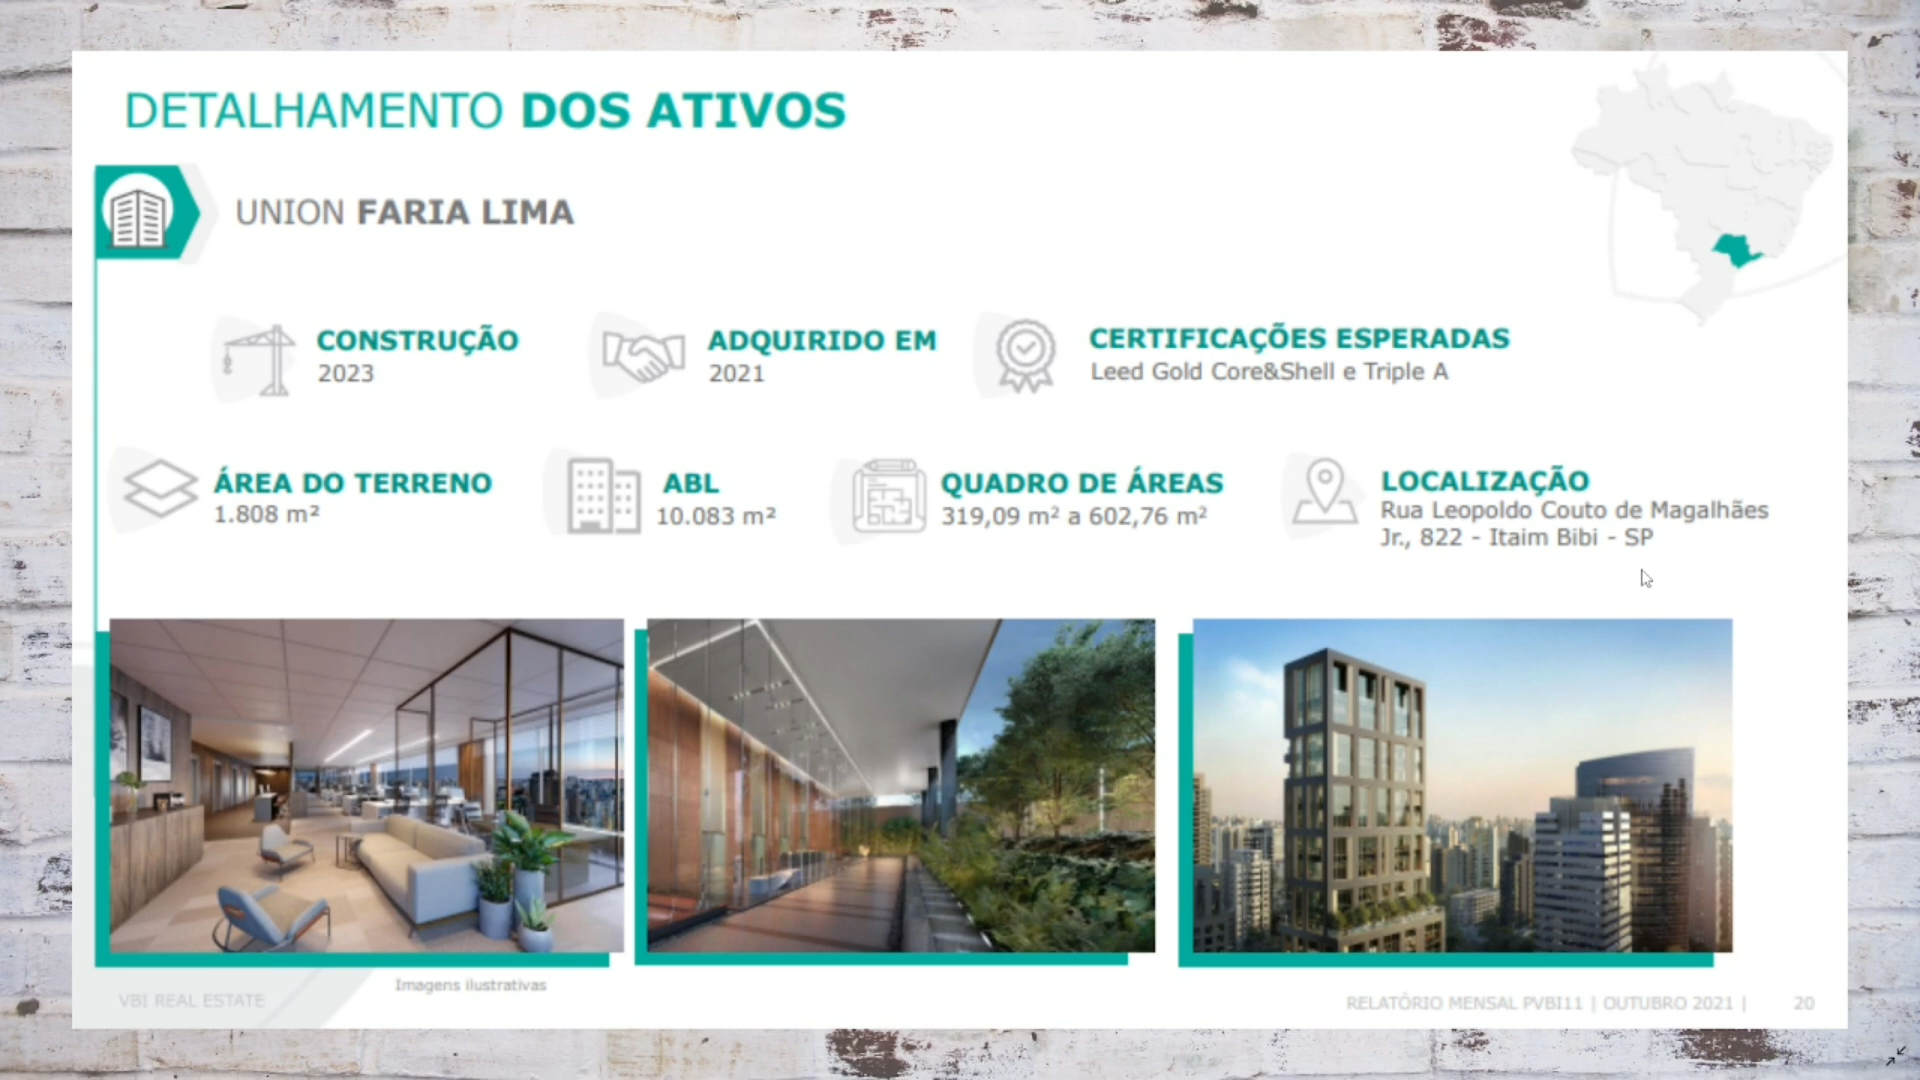 DETALHAMENTO DOS ATIVOS
UNION FARIA LIMA
CONSTRUÇÃO
2023
ADQUIRIDO EM
2021
CERTIFICAÇÕES ESPERADAS
Leed Gold Core&Shell e Triple A
ÁREA DO TERRENO
1.808 m²
ABL
10.083 m²
QUADRO DE ÁREAS
319,09 m² a 602,76 m²
LOCALIZAÇÃO
Rua Leopoldo Couto de Magalhães
Jr., 822 - Itaim Bibi - SP
Imagens ilustrativas
VBI REAL ESTATE
RELATÓRIO MENSAL PVBI11 | OUTUBRO 2021 | 20